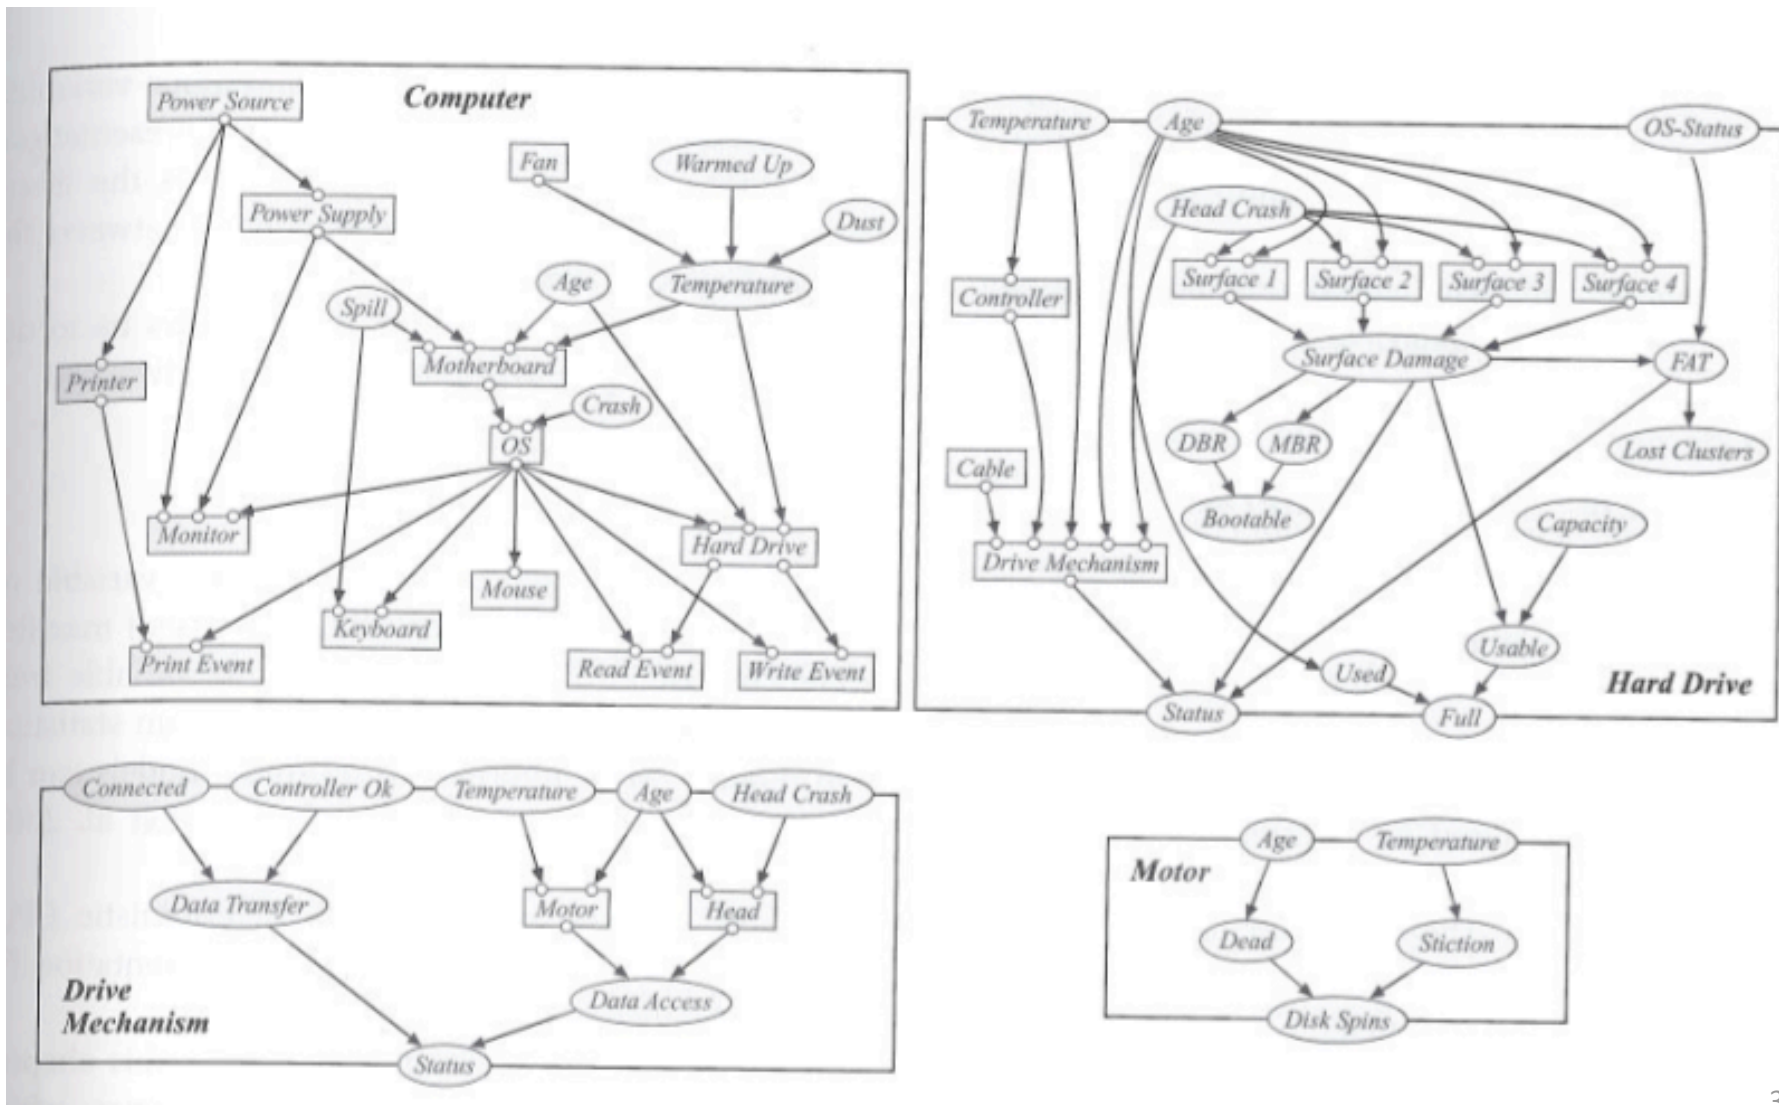 Computer
Power Source
Fan
Warmed Up
Power Supply
Dust
Age
Temperature
Spill
Motherboard
Printer
Crash
OS
Monitor
Hard Drive
Mouse
Keyboard
Print Event
Read Event
Write Event
Temperature
Age
OS-Status
Head Crash
Controller
Surface 1
Surface 2
Surface 3
Surface 4
Surface Damage
FAT
DBR
MBR
Lost Clusters
Cable
Bootable
Capacity
Drive Mechanism
Usable
Used
Hard Drive
Status
Full
Connected
Controller Ok
Temperature
Age
Head Crash
Data Transfer
Motor
Head
Data Access
Drive
Mechanism
Status
Age
Temperature
Motor
Dead
Stiction
Disk Spins